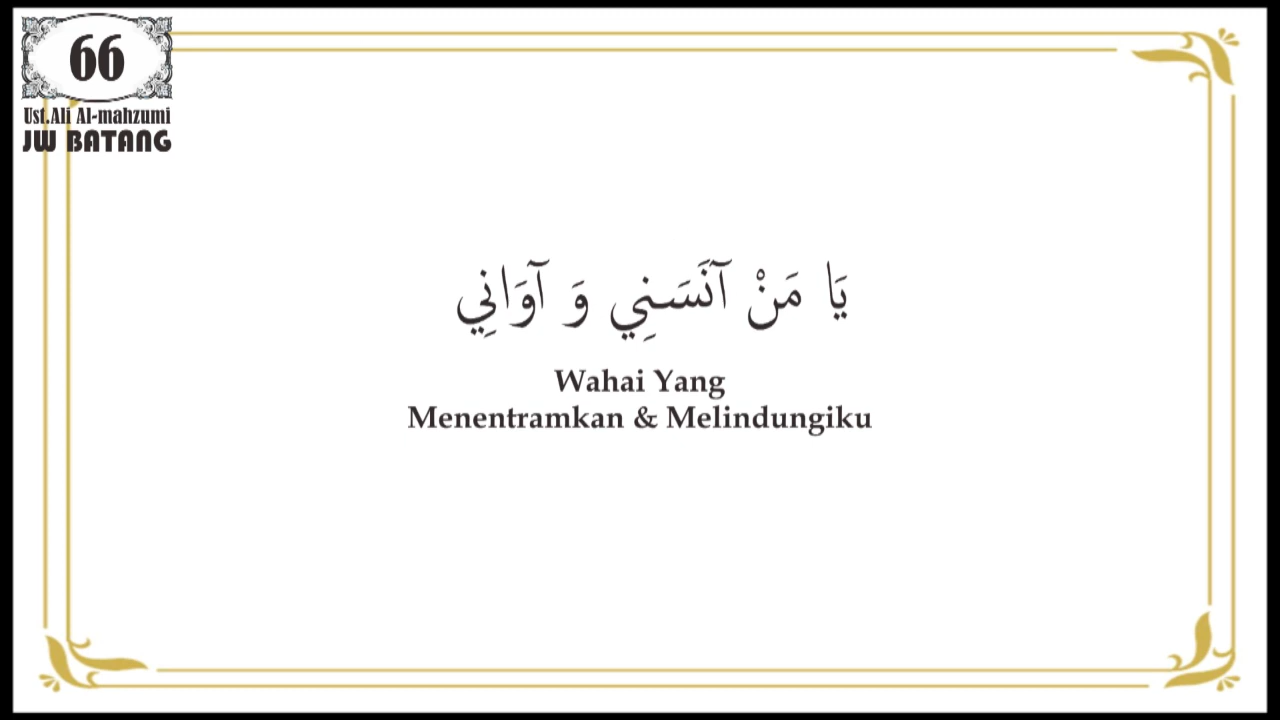 66
Ust.Ali Al-mahzumi
JW BATANG
يَا مَنْ آنَسَنِي وَ آوَانِي
Wahai Yang
Menentramkan & Melindungiku